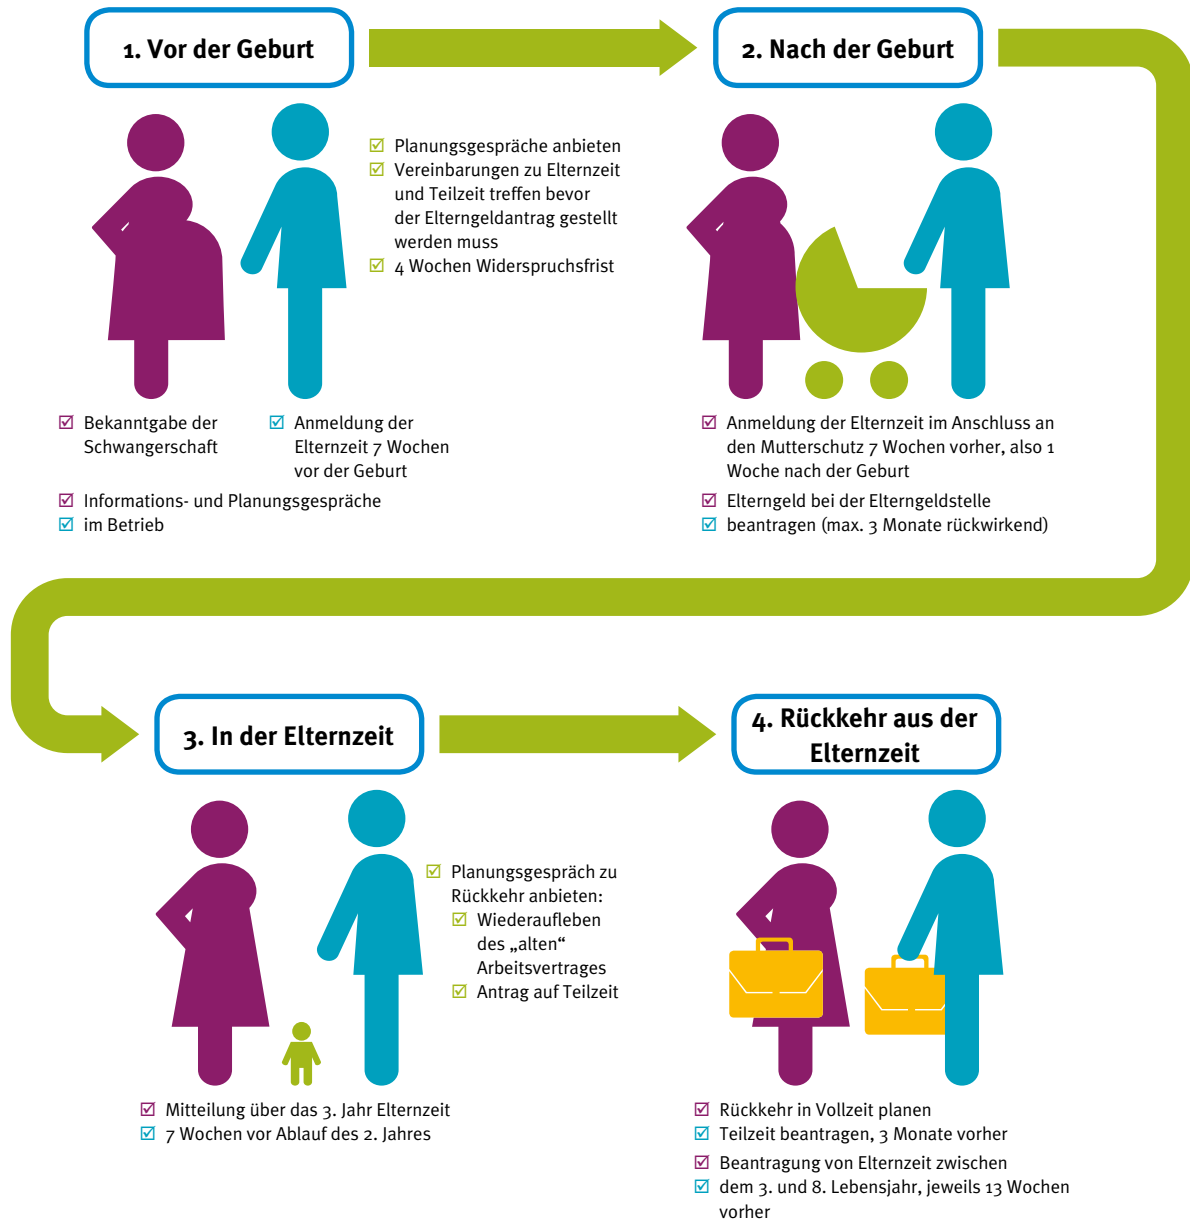 1. Vor der Geburt
2. Nach der Geburt
Planungsgespräche anbieten
Vereinbarungen zu Elternzeit
und Teilzeit treffen bevor
der Elterngeldantrag gestellt
werden muss
4 Wochen Widerspruchsfrist
Bekanntgabe der
Schwangerschaft
Anmeldung der
Elternzeit 7 Wochen
vor der Geburt
Informations- und Planungsgespräche
im Betrieb
Anmeldung der Elternzeit im Anschluss an
den Mutterschutz 7 Wochen vorher, also 1
Woche nach der Geburt
Elterngeld bei der Elterngeldstelle
beantragen (max. 3 Monate rückwirkend)
3. In der Elternzeit
4. Rückkehr aus der
Elternzeit
Planungsgespräch zu
Rückkehr anbieten:
Wiederaufleben
des „alten“
Arbeitsvertrages
Antrag auf Teilzeit
Mitteilung über das 3. Jahr Elternzeit
7 Wochen vor Ablauf des 2. Jahres
Rückkehr in Vollzeit planen
Teilzeit beantragen, 3 Monate vorher
Beantragung von Elternzeit zwischen
dem 3. und 8. Lebensjahr, jeweils 13 Wochen
vorher